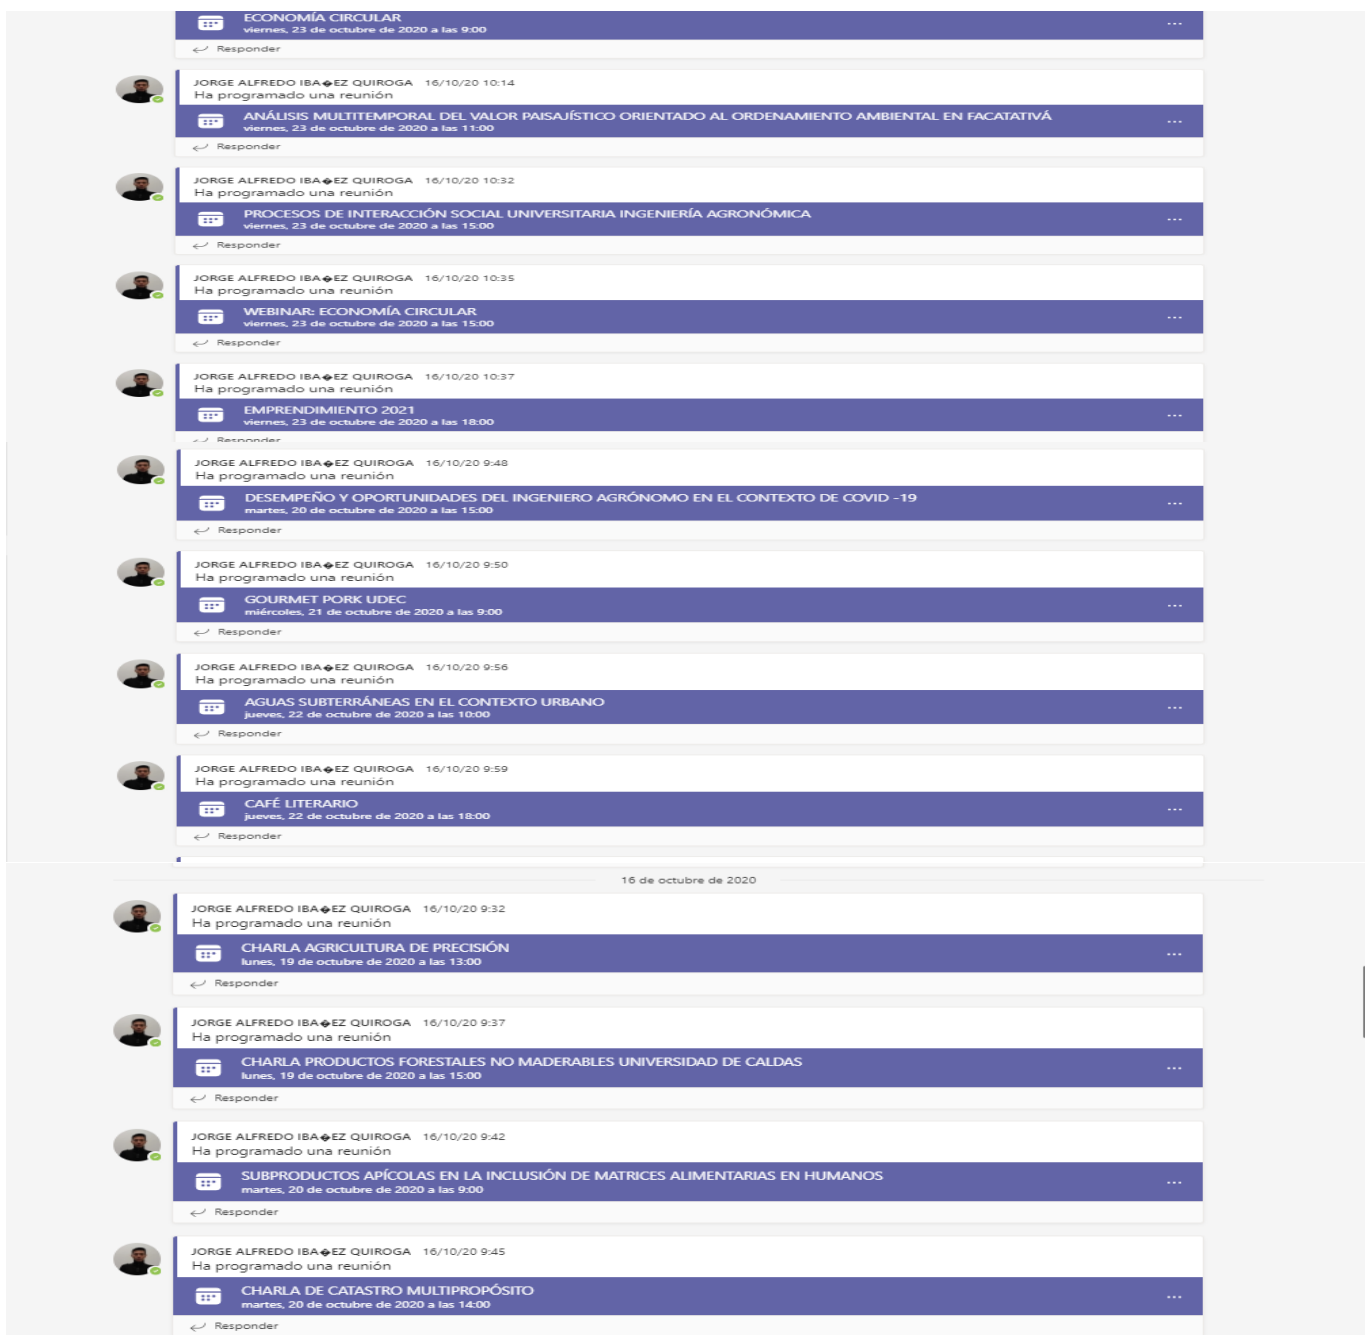 ECONOMÍA CIRCULAR
viernes, 23 de octubre de 2020 a las 9:00
Responder
JORGE ALFREDO IBA�EZ QUIROGA 16/10/20 10:14
Ha programado una reunión
ANÁLISIS MULTITEMPORAL DEL VALOR PAISAJÍSTICO ORIENTADO AL ORDENAMIENTO AMBIENTAL EN FACATATIVÁ
viernes, 23 de octubre de 2020 a las 11:00
Responder
JORGE ALFREDO IBA�EZ QUIROGA 16/10/20 10:32
Ha programado una reunión
PROCESOS DE INTERACCIÓN SOCIAL UNIVERSITARIA INGENIERÍA AGRONÓMICA
viernes, 23 de octubre de 2020 a las 15:00
Responder
JORGE ALFREDO IBA�EZ QUIROGA 16/10/20 10:35
Ha programado una reunión
WEBINAR: ECONOMÍA CIRCULAR
viernes, 23 de octubre de 2020 a las 15:00
Responder
JORGE ALFREDO IBA�EZ QUIROGA 16/10/20 10:37
Ha programado una reunión
EMPRENDIMIENTO 2021
viernes, 23 de octubre de 2020 a las 18:00
Responder
JORGE ALFREDO IBA�EZ QUIROGA 16/10/20 9:48
Ha programado una reunión
DESEMPEÑO Y OPORTUNIDADES DEL INGENIERO AGRÓNOMO EN EL CONTEXTO DE COVID -19
martes, 20 de octubre de 2020 a las 15:00
Responder
JORGE ALFREDO IBA�EZ QUIROGA 16/10/20 9:50
Ha programado una reunión
GOURMET PORK UDEC
miércoles, 21 de octubre de 2020 a las 9:00
Responder
JORGE ALFREDO IBA�EZ QUIROGA 16/10/20 9:56
Ha programado una reunión
AGUAS SUBTERRÁNEAS EN EL CONTEXTO URBANO
jueves, 22 de octubre de 2020 a las 10:00
Responder
JORGE ALFREDO IBA�EZ QUIROGA 16/10/20 9:59
Ha programado una reunión
CAFÉ LITERARIO
jueves, 22 de octubre de 2020 a las 18:00
Responder
16 de octubre de 2020
JORGE ALFREDO IBA�EZ QUIROGA 16/10/20 9:32
Ha programado una reunión
CHARLA AGRICULTURA DE PRECISIÓN
lunes, 19 de octubre de 2020 a las 13:00
Responder
JORGE ALFREDO IBA�EZ QUIROGA 16/10/20 9:37
Ha programado una reunión
CHARLA PRODUCTOS FORESTALES NO MADERABLES UNIVERSIDAD DE CALDAS
lunes, 19 de octubre de 2020 a las 15:00
Responder
JORGE ALFREDO IBA�EZ QUIROGA 16/10/20 9:42
Ha programado una reunión
SUBPRODUCTOS APÍCOLAS EN LA INCLUSIÓN DE MATRICES ALIMENTARIAS EN HUMANOS
martes, 20 de octubre de 2020 a las 9:00
Responder
JORGE ALFREDO IBA�EZ QUIROGA 16/10/20 9:45
Ha programado una reunión
CHARLA DE CATASTRO MULTIPROPÓSITO
martes, 20 de octubre de 2020 a las 14:00
Responder